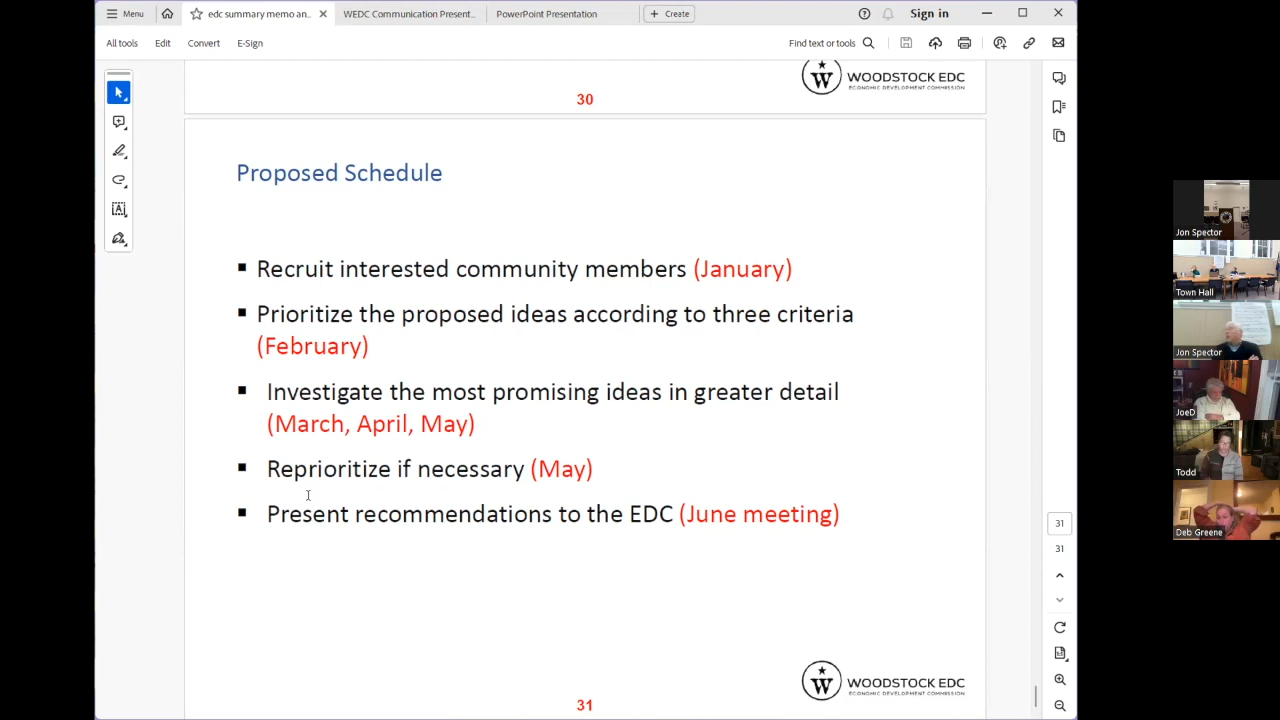 Menu
edc summary memo an...
WEDC Communication Present...
PowerPoint Presentation
Create
Sign in
All tools
Edit
Convert
E-Sign
Find text or tools
WOODSTOCK EDC
ECONOMIC DEVELOPMENT COMMISSION
30
Proposed Schedule
Recruit interested community members (January)
Prioritize the proposed ideas according to three criteria
(February)
Investigate the most promising ideas in greater detail
(March, April, May)
Reprioritize if necessary (May)
Present recommendations to the EDC (June meeting)
WOODSTOCK EDC
ECONOMIC DEVELOPMENT COMMISSION
31
31
31
Jon Spector
Town Hall
Jon Spector
JoeD
Todd
Deb Greene